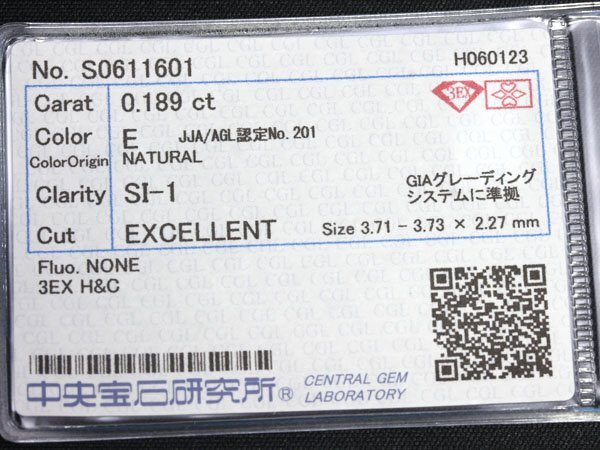 No. S0611601
H060123
Carat 0.189 ct
3EX
Color E JJA/AGL認定No.201
ColorOrigin NATURAL
Clarity SI-1
GIAグレーディング
システムに準拠
Cut EXCELLENT Size 3.71 - 3.73 × 2.27 mm
Fluo. NONE
3EX H&C
中央宝石研究所® CENTRAL GEM
LABORATORY